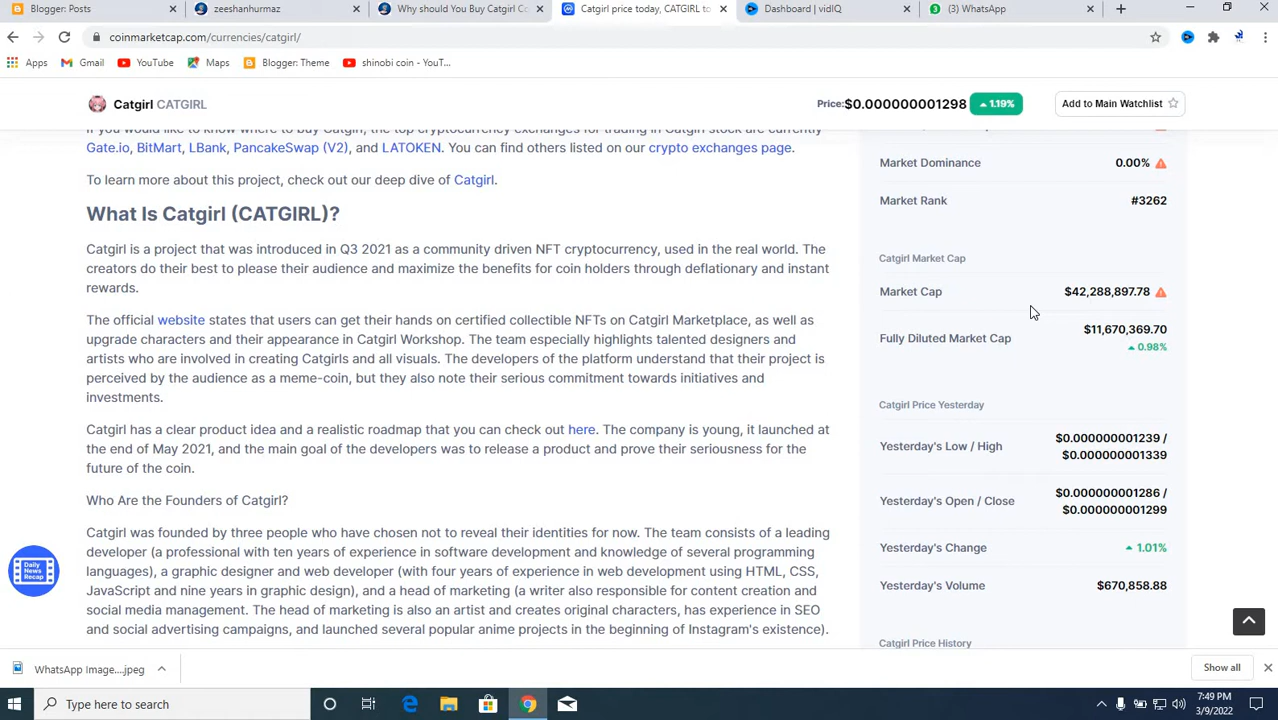 Blogger: Posts
zeeshanhurmaz
Why should You Buy Catgirl Co
Catgirl price today, CATGIRL to
Dashboard | vidIQ
(3) WhatsApp
coinmarketcap.com/currencies/catgirl/
Apps
Gmail
YouTube
Maps
Blogger: Theme
shinobi coin - YouT...
Catgirl CATGIRL
Price:$0.000000001298
1.19%
Add to Main Watchlist
If you would like to know where to buy Catgirl, the top cryptocurrency exchanges for trading in Catgirl stock are currently
Gate.io, BitMart, LBank, PancakeSwap (V2), and LATOKEN. You can find others listed on our crypto exchanges page.
To learn more about this project, check out our deep dive of Catgirl.
What Is Catgirl (CATGIRL)?
Catgirl is a project that was introduced in Q3 2021 as a community driven NFT cryptocurrency, used in the real world. The
creators do their best to please their audience and maximize the benefits for coin holders through deflationary and instant
rewards.
The official website states that users can get their hands on certified collectible NFTs on Catgirl Marketplace, as well as
upgrade characters and their appearance in Catgirl Workshop. The team especially highlights talented designers and
artists who are involved in creating Catgirls and all visuals. The developers of the platform understand that their project is
perceived by the audience as a meme-coin, but they also note their serious commitment towards initiatives and
investments.
Catgirl has a clear product idea and a realistic roadmap that you can check out here. The company is young, it launched at
the end of May 2021, and the main goal of the developers was to release a product and prove their seriousness for the
future of the coin.
Who Are the Founders of Catgirl?
Catgirl was founded by three people who have chosen not to reveal their identities for now. The team consists of a leading
developer (a professional with ten years of experience in software development and knowledge of several programming
languages), a graphic designer and web developer (with four years of experience in web development using HTML, CSS,
JavaScript and nine years in graphic design), and a head of marketing (a writer also responsible for content creation and
social media management. The head of marketing is also an artist and creates original characters, has experience in SEO
and social advertising campaigns, and launched several popular anime projects in the beginning of Instagram's existence).
Market Dominance
0.00%
Market Rank
#3262
Catgirl Market Cap
Market Cap
$42,288,897.78
Fully Diluted Market Cap
$11,670,369.70
0.98%
Catgirl Price Yesterday
Yesterday's Low / High
$0.000000001239 /
$0.000000001339
Yesterday's Open / Close
$0.000000001286 /
$0.000000001299
Yesterday's Change
1.01%
Yesterday's Volume
$670,858.88
Catgirl Price History
Daily
News
Recap
WhatsApp Image....jpeg
Show all
Type here to search
7:49 PM
3/9/2022